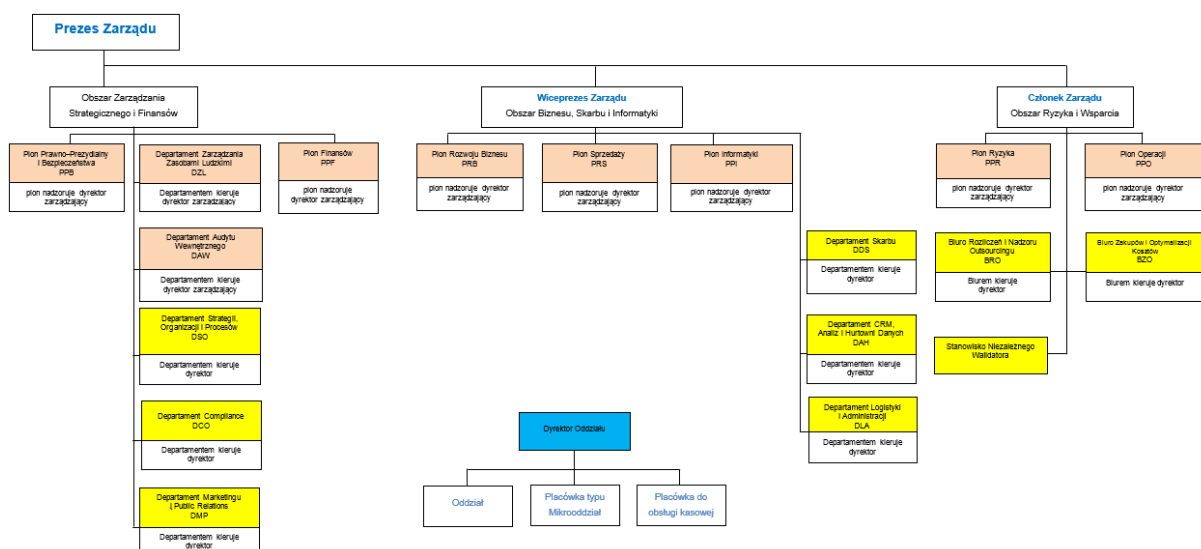 Prezes Zarządu
Obszar Zarządzania
Strategicznego i Finansów
Wiceprezes Zarządu
Obszar Biznesu, Skarbu i Informatyki
Członek Zarządu
Obszar Ryzyka i Wsparcia
Pion Prawno–Prezydialny
i Bezpieczeństwa
PPB
pion nadzoruje dyrektor
zarządzający
Departament Zarządzania
Zasobami Ludzkimi
DZL
Departamentem kieruje
dyrektor zarządzający
Pion Finansów
PPF
pion nadzoruje
dyrektor zarządzający
Pion Rozwoju Biznesu
PRB
pion nadzoruje dyrektor
zarządzający
Pion Sprzedaży
PRS
pion nadzoruje dyrektor
zarządzający
Pion Informatyki
PPI
pion nadzoruje dyrektor
zarządzający
Pion Ryzyka
PPR
pion nadzoruje dyrektor
zarządzający
Pion Operacji
PPO
pion nadzoruje dyrektor
zarządzający
Departament Audytu
Wewnętrznego
DAW
Departamentem kieruje
dyrektor zarządzający
Departament Skarbu
DDS
Departamentem kieruje
dyrektor
Biuro Rozliczeń i Nadzoru
Outsourcingu
BRO
Biurem kieruje
dyrektor
Biuro Zakupów i Optymalizacji
Kosztów
BZO
Biurem kieruje dyrektor
Departament Strategii,
Organizacji i Procesów
DSO
Departamentem kieruje
dyrektor
Departament CRM,
Analiz i Hurtowni Danych
DAH
Departamentem kieruje
dyrektor
Stanowisko Niezależnego
Walidatora
Departament Compliance
DCO
Departamentem kieruje
dyrektor
Dyrektor Oddziału
Departament Logistyki
i Administracji
DLA
Departamentem kieruje
dyrektor
Oddział
Placówka typu
Mikrooddział
Placówka do
obsługi kasowej
Departament Marketingu
i Public Relations
DMP
Departamentem kieruje
dyrektor